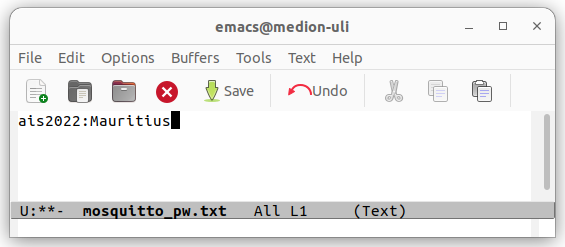 emacs@medion-uli
File Edit Options Buffers Tools Text Help
Save Undo
ais2022:Mauritius
U:**- mosquitto_pw.txt All L1 (Text)